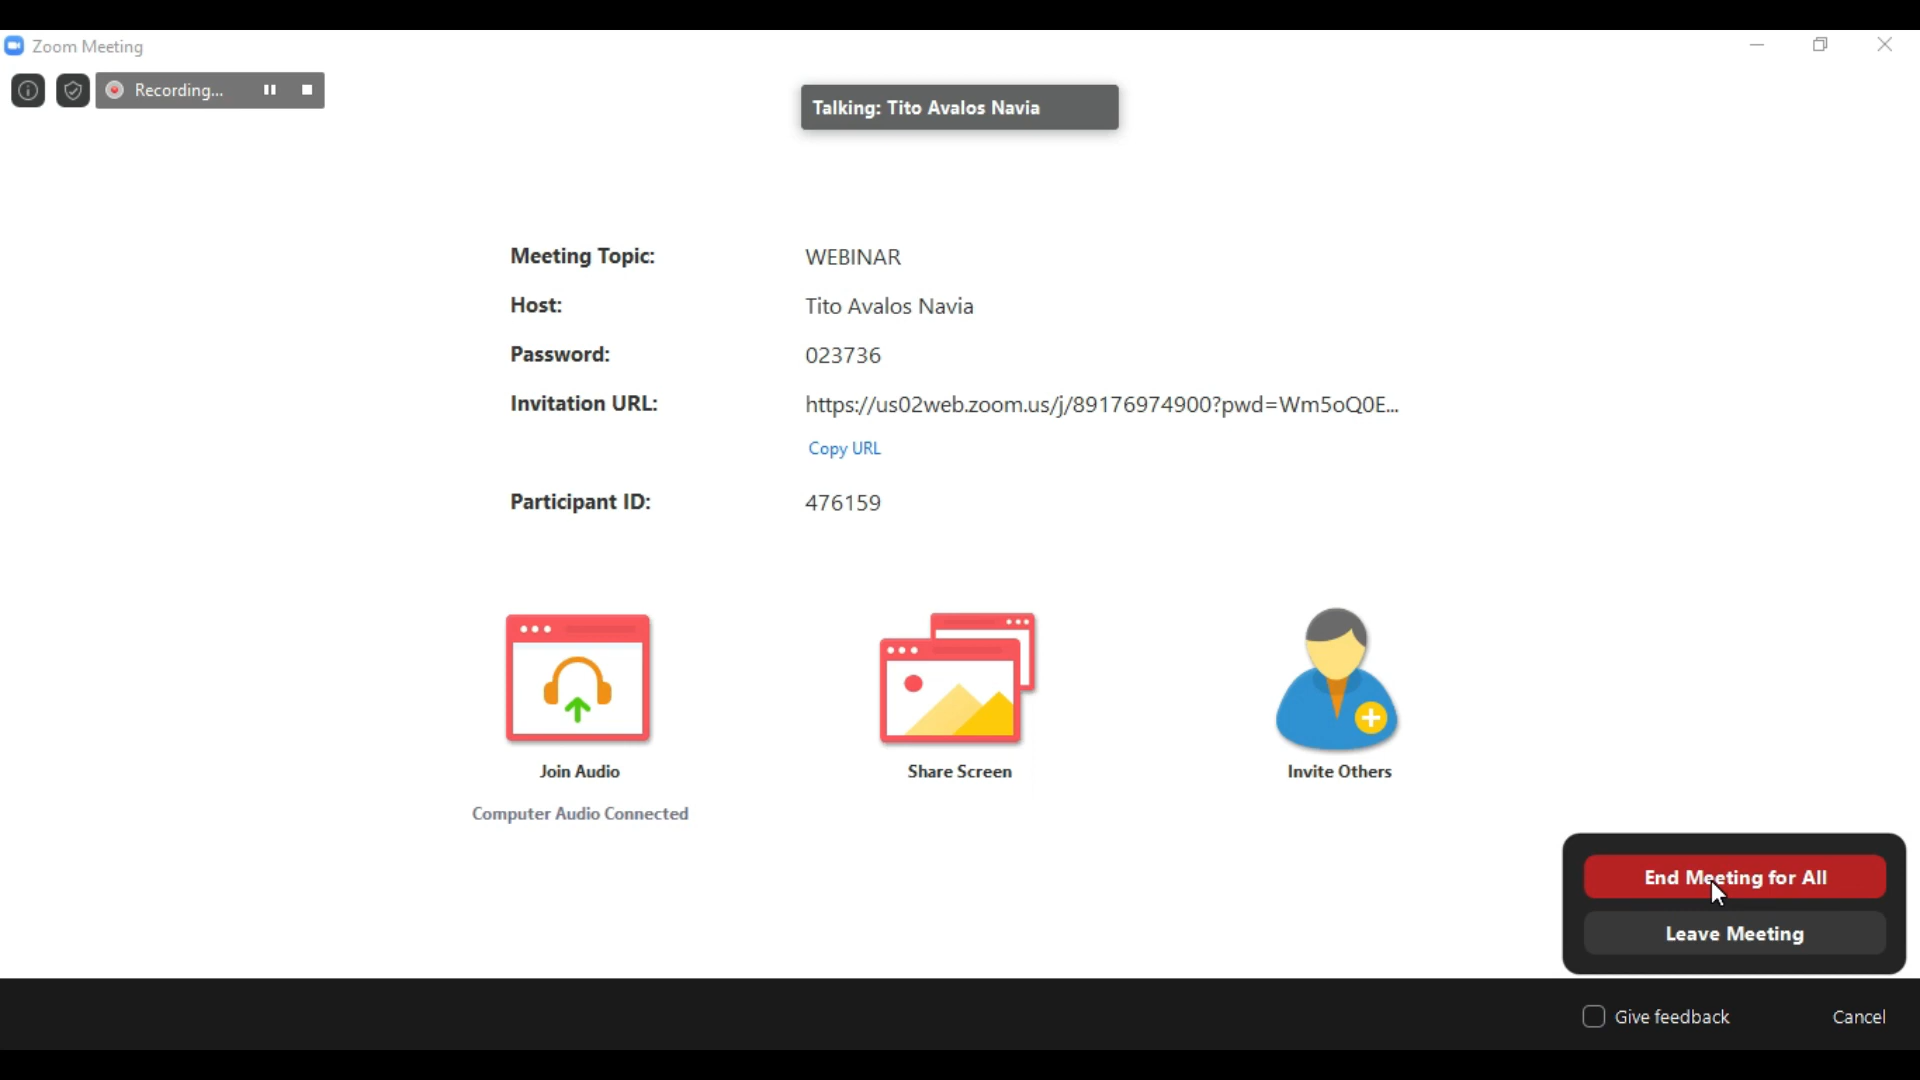 Zoom Meeting
Recording...
Talking: Tito Avalos Navia
Meeting Topic: WEBINAR
Host: Tito Avalos Navia
Password: 023736
Invitation URL: https://us02web.zoom.us/j/89176974900?pwd=Wm5oQ0E...
Copy URL
Participant ID: 476159
Join Audio
Share Screen
Invite Others
Computer Audio Connected
End Meeting for All
Leave Meeting
Give feedback
Cancel